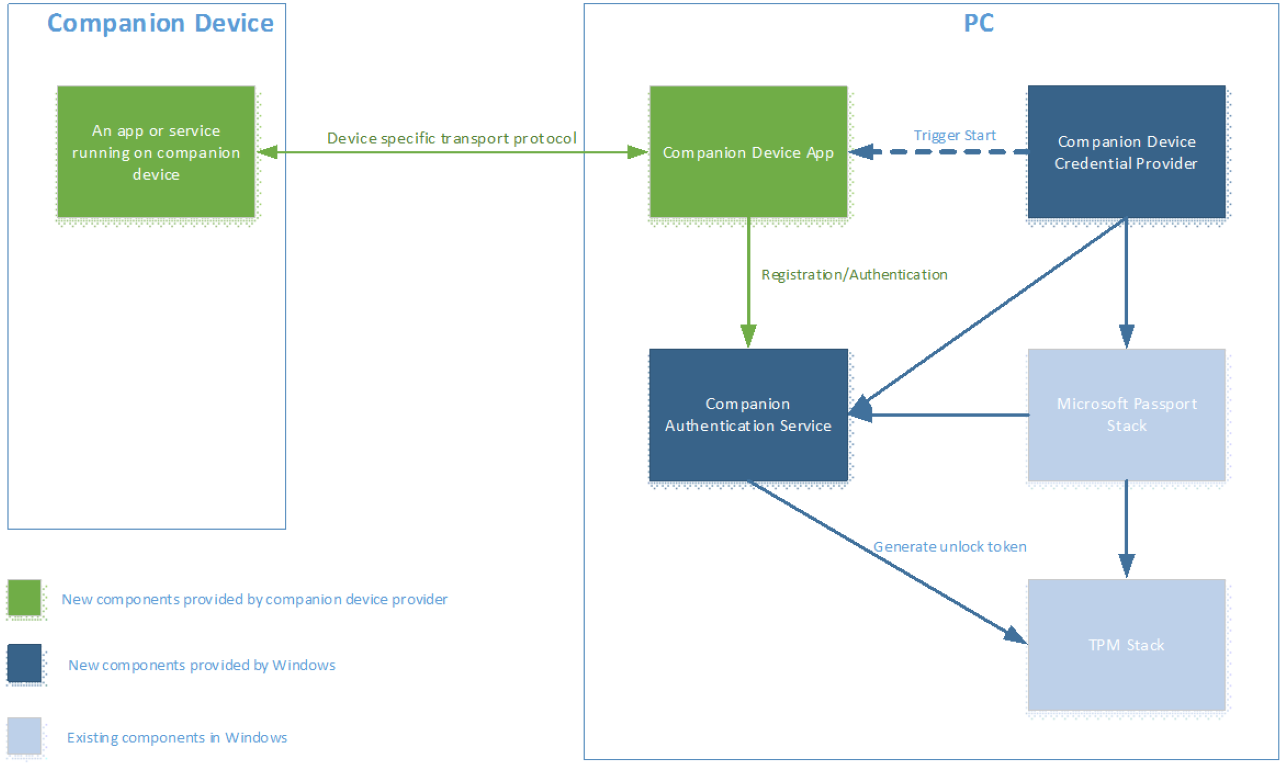 Companion Device
PC
An app or service
running on companion
device
Device specific transport protocol
Companion Device App
Trigger Start
Companion Device
Credential Provider
Registration/Authentication
Companion
Authentication Service
Microsoft Passport
Stack
Generate unlock token
TPM Stack
New components provided by companion device provider
New components provided by Windows
Existing components in Windows